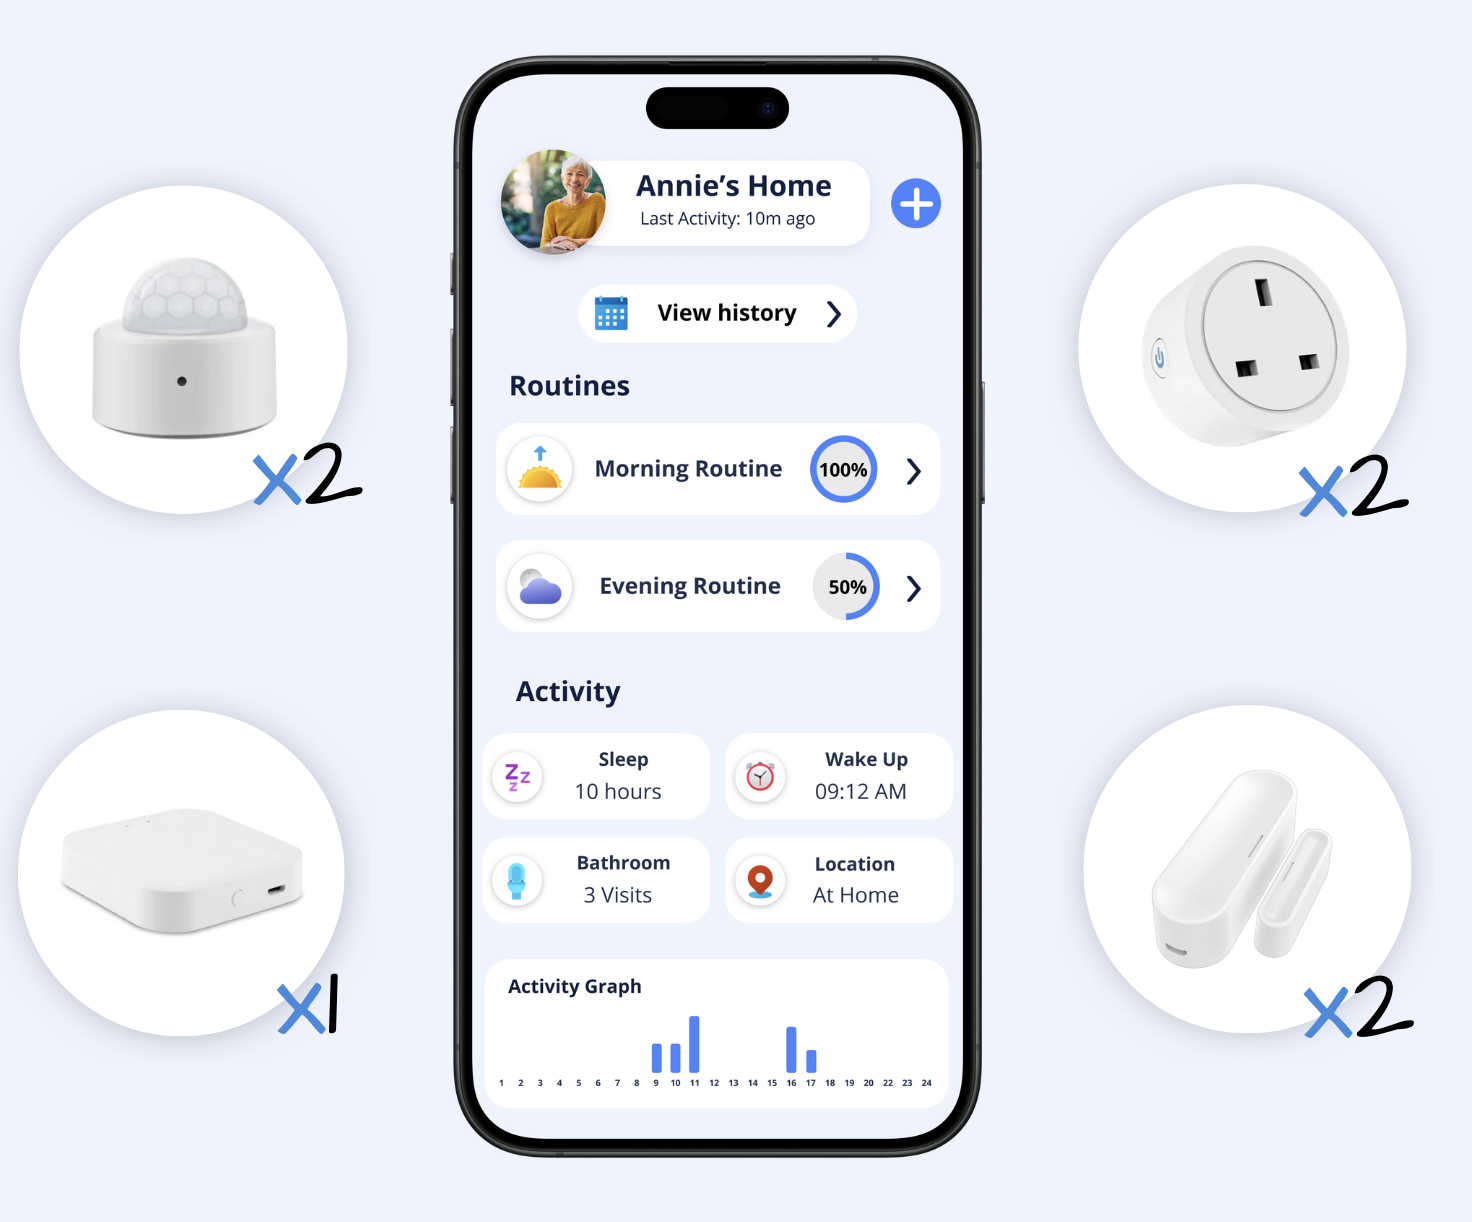 Annie's Home
Last Activity: 10m ago
View history
Routines
Morning Routine 100%
Evening Routine 50%
Activity
Sleep
10 hours
Wake Up
09:12 AM
Bathroom
3 Visits
Location
At Home
Activity Graph
1 2 3 4 5 6 7 8 9 10 11 12 13 14 15 16 17 18 19 20 22 23 24
x2
x2
x1
x2